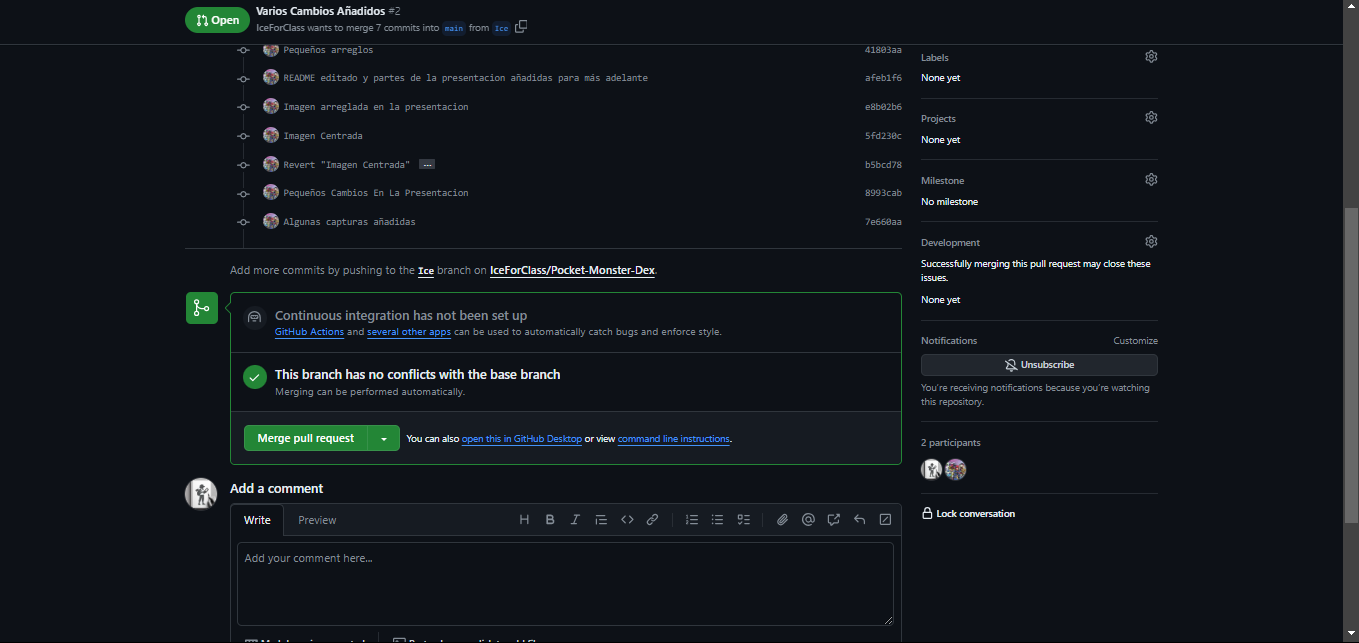 Open
Varios Cambios Añadidos #2
IceForClass wants to merge 7 commits into main from Ice
Pequeños arreglos 41803aa
README editado y partes de la presentacion añadidas para más adelante afeb1f6
Imagen arreglada en la presentacion e8b02b6
Imagen Centrada 5fd230c
Revert "Imagen Centrada" ... b5bcd78
Pequeños Cambios En La Presentacion 8993cab
Algunas capturas añadidas 7e660aa
Add more commits by pushing to the Ice branch on IceForClass/Pocket-Monster-Dex.
Continuous integration has not been set up
GitHub Actions and several other apps can be used to automatically catch bugs and enforce style.
This branch has no conflicts with the base branch
Merging can be performed automatically.
Merge pull request
You can also open this in GitHub Desktop or view command line instructions.
Add a comment
Write Preview
Add your comment here...
Labels
None yet
Projects
None yet
Milestone
No milestone
Development
Successfully merging this pull request may close these
issues.
None yet
Notifications Customize
Unsubscribe
You're receiving notifications because you're watching
this repository.
2 participants
Lock conversation